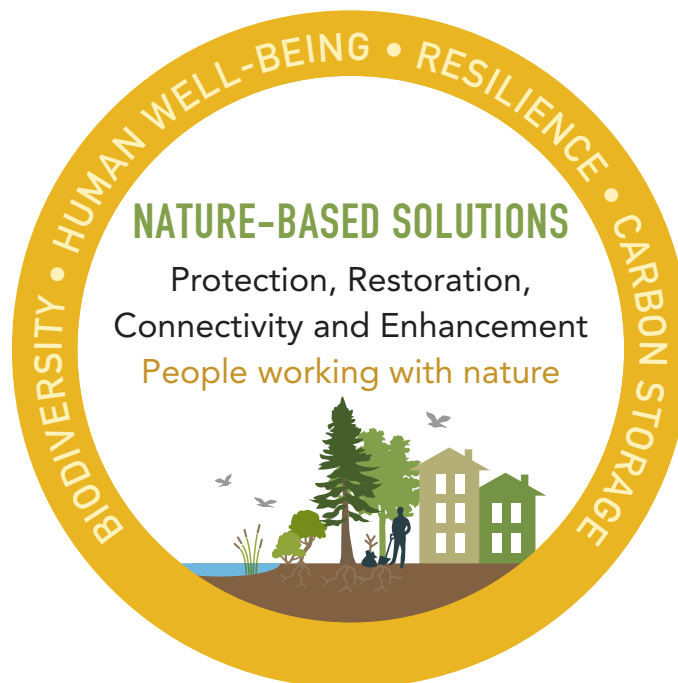 BIODIVERSITY • HUMAN WELL-BEING • RESILIENCE • CARBON STORAGE
NATURE-BASED SOLUTIONS
Protection, Restoration,
Connectivity and Enhancement
People working with nature